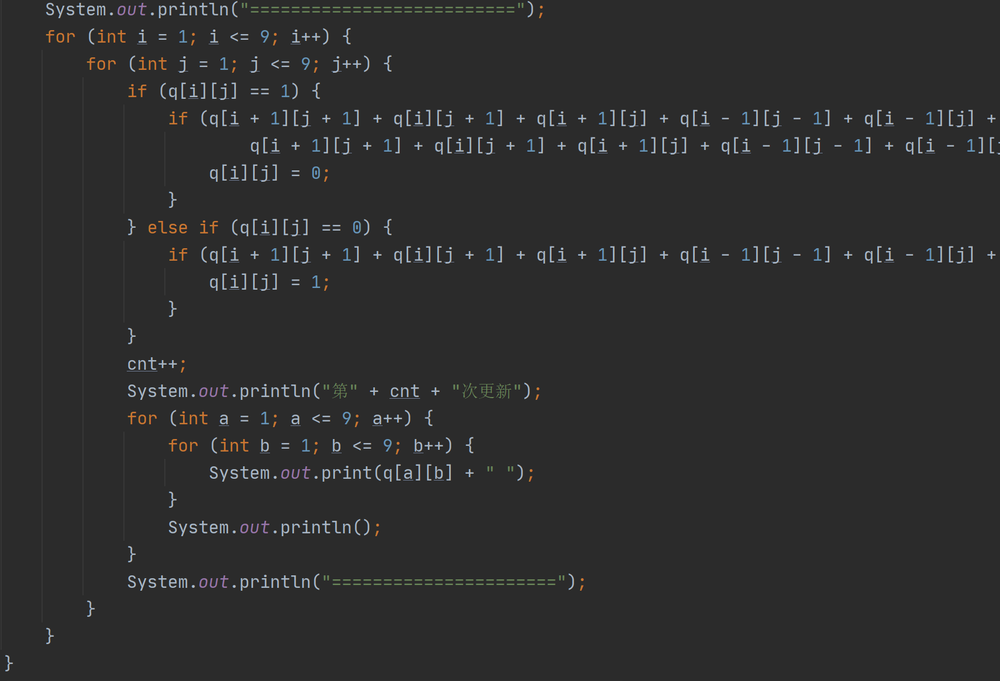 System.out.println("==========================");
for (int i = 1; i <= 9; i++) {
for (int j = 1; j <= 9; j++) {
if (q[i][j] == 1) {
if (q[i + 1][j + 1] + q[i][j + 1] + q[i + 1][j] + q[i - 1][j - 1] + q[i - 1][j] +
q[i + 1][j + 1] + q[i][j + 1] + q[i + 1][j] + q[i - 1][j - 1] + q[i - 1][j
q[i][j] = 0;
}
} else if (q[i][j] == 0) {
if (q[i + 1][j + 1] + q[i][j + 1] + q[i + 1][j] + q[i - 1][j - 1] + q[i - 1][j] +
q[i][j] = 1;
}
}
cnt++;
System.out.println("第" + cnt + "次更新");
for (int a = 1; a <= 9; a++) {
for (int b = 1; b <= 9; b++) {
System.out.print(q[a][b] + " ");
}
System.out.println();
}
System.out.println("======================");
}
}
}